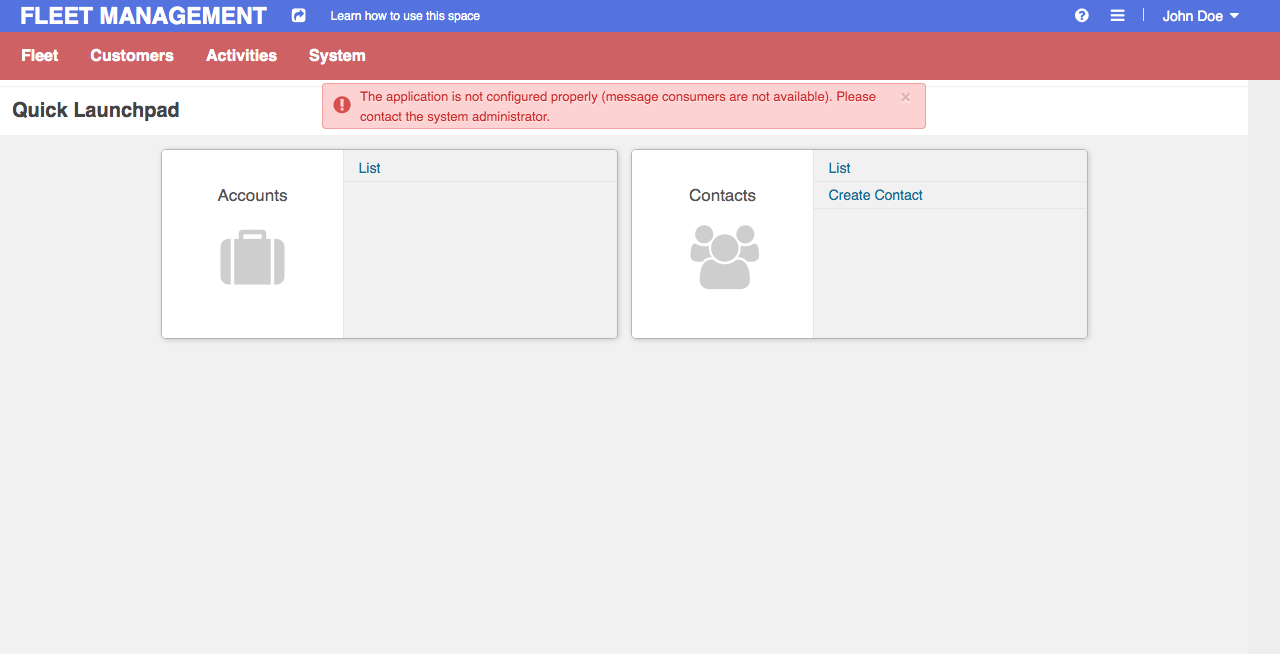 FLEET MANAGEMENT Learn how to use this space John Doe
Fleet Customers Activities System
The application is not configured properly (message consumers are not available). Please
contact the system administrator.
Quick Launchpad
Accounts
List
Contacts
List
Create Contact